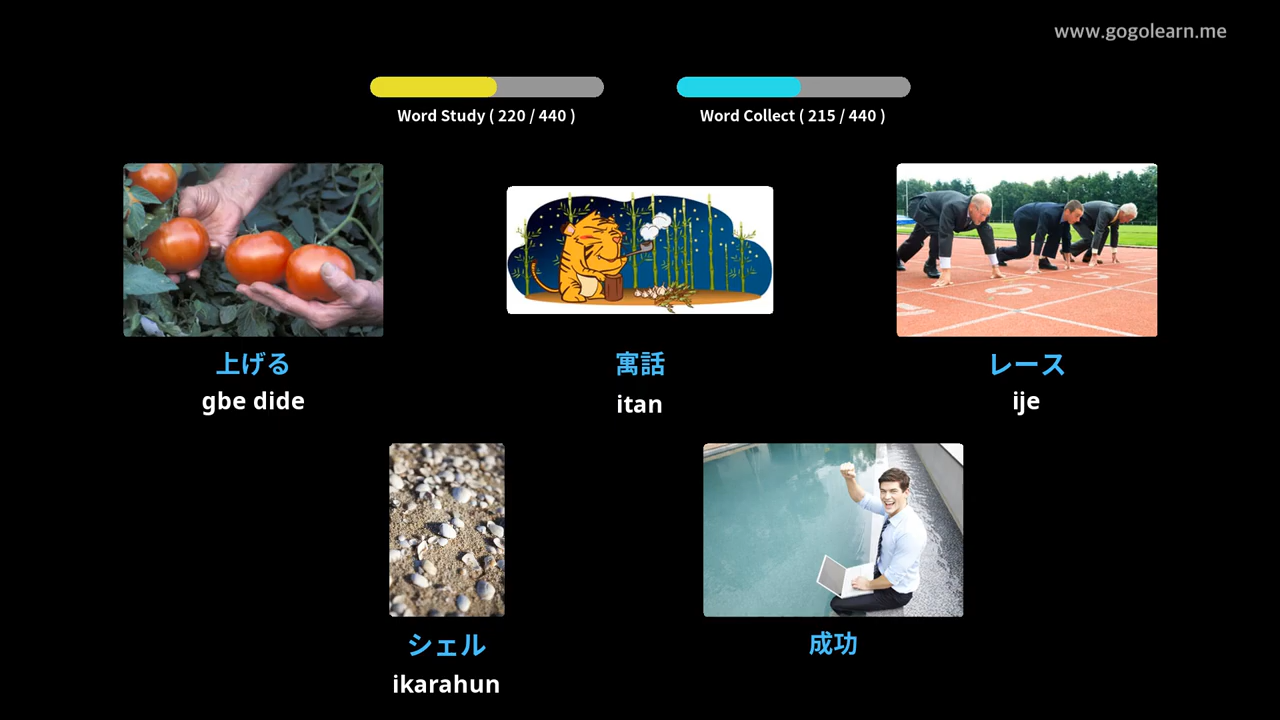 www.gogolearn.me
Word Study ( 220 / 440 )
Word Collect ( 215 / 440 )
上げる
gbe dide
寓話
itan
レース
ije
シェル
ikarahun
成功